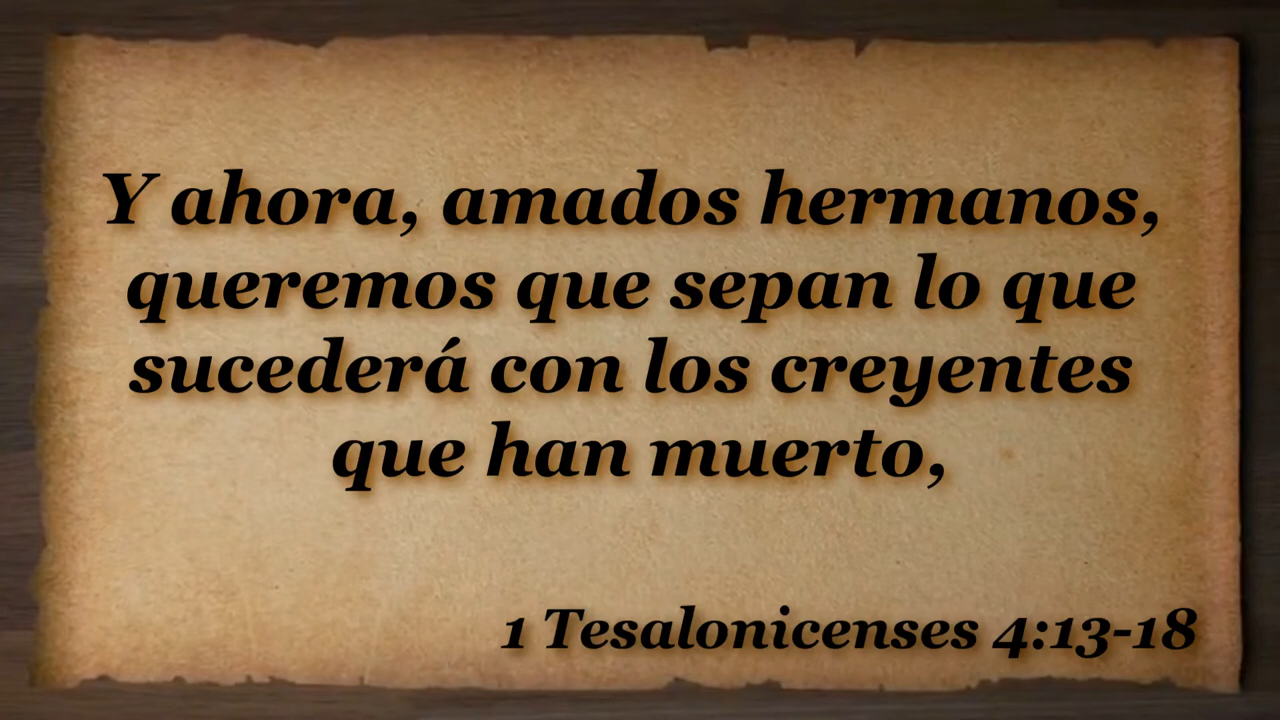 Y ahora, amados hermanos,
queremos que sepan lo que
sucederá con los creyentes
que han muerto,
1 Tesalonicenses 4:13-18